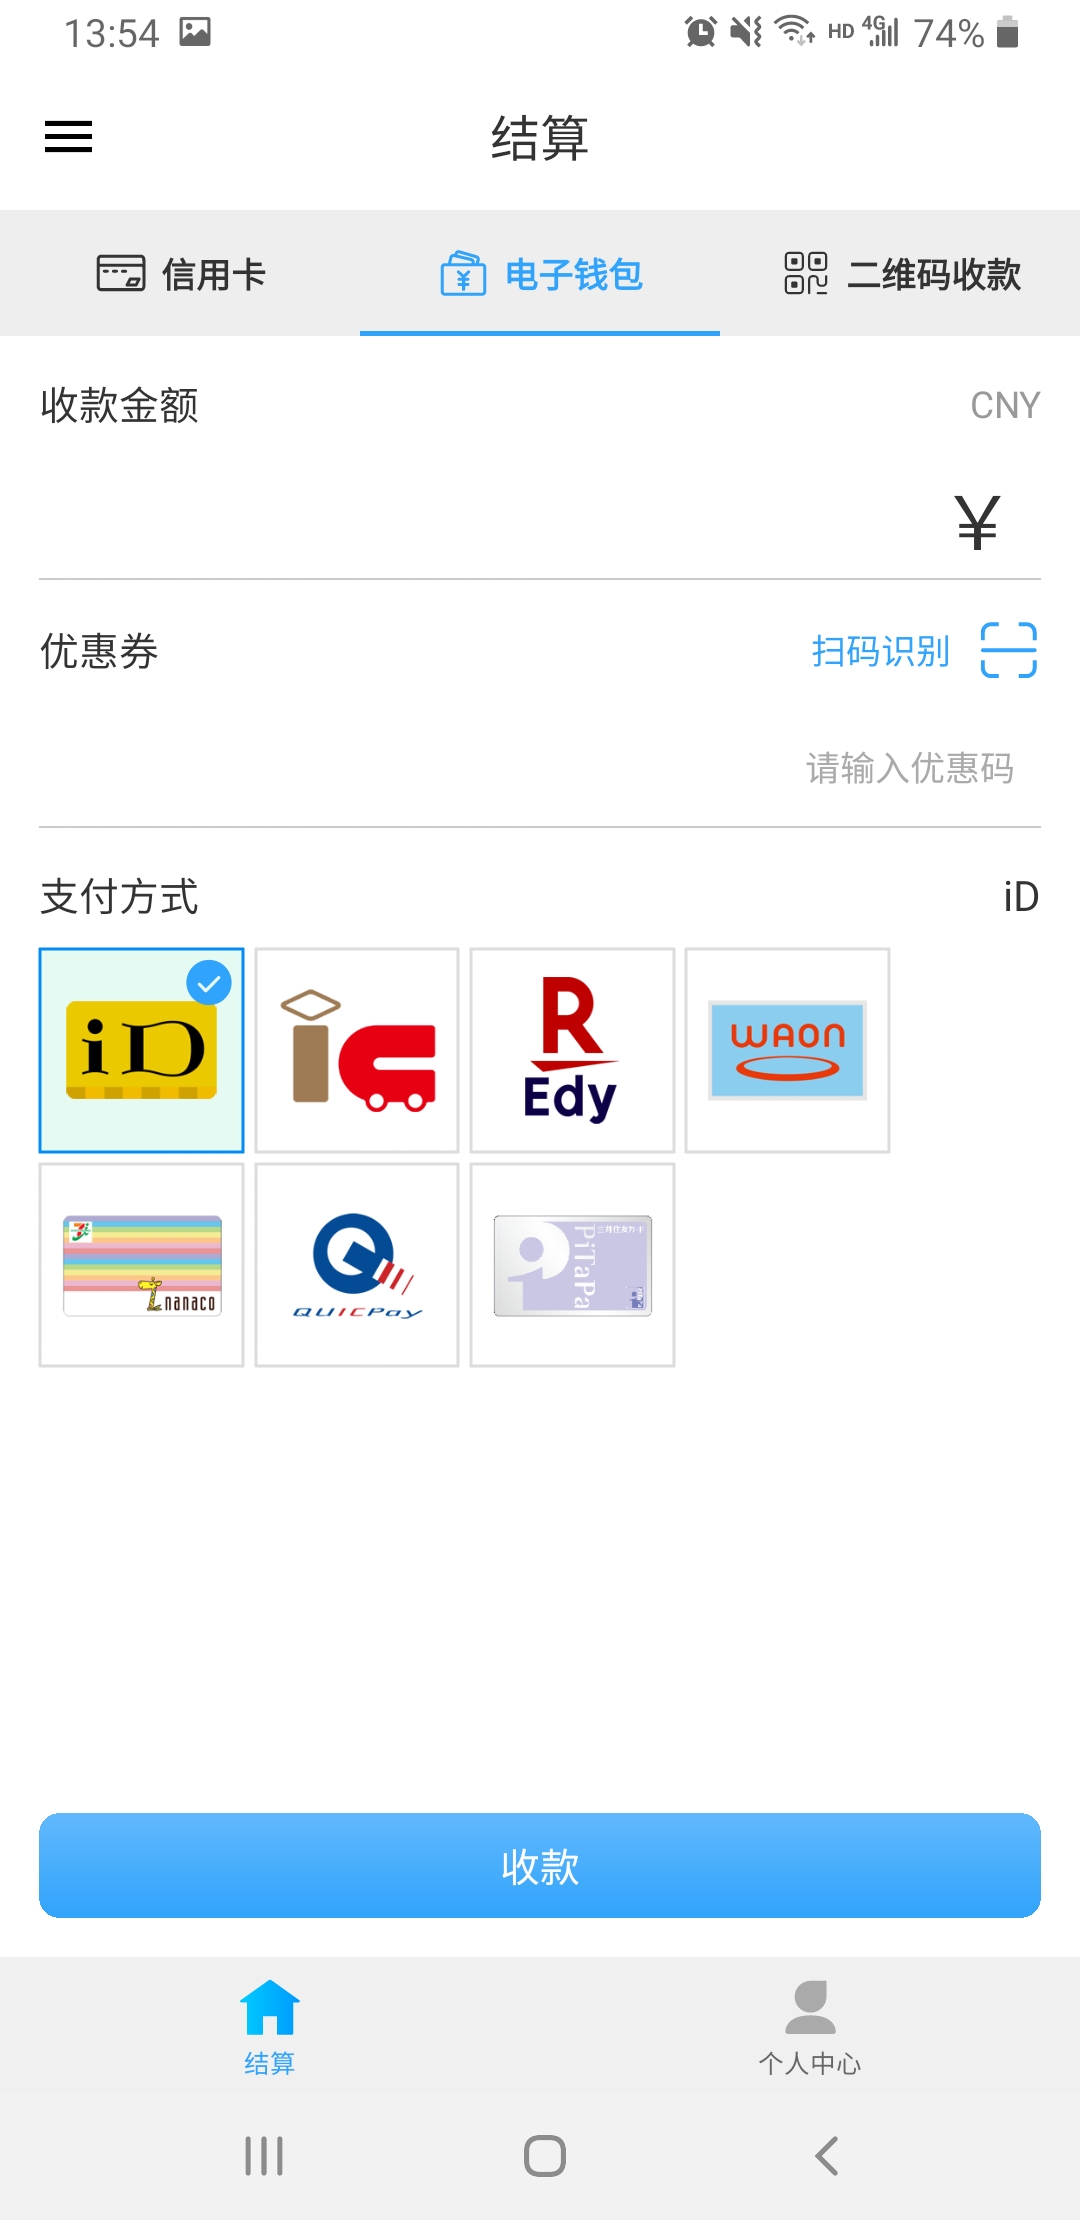 13:54 HD 4G 74%
结算
信用卡 电子钱包 二维码收款
收款金额 CNY
¥
优惠券 扫码识别
请输入优惠码
支付方式 iD
iD
R
Edy
WAON
nanaco
QUICPay
PiTaPa
收款
结算 个人中心